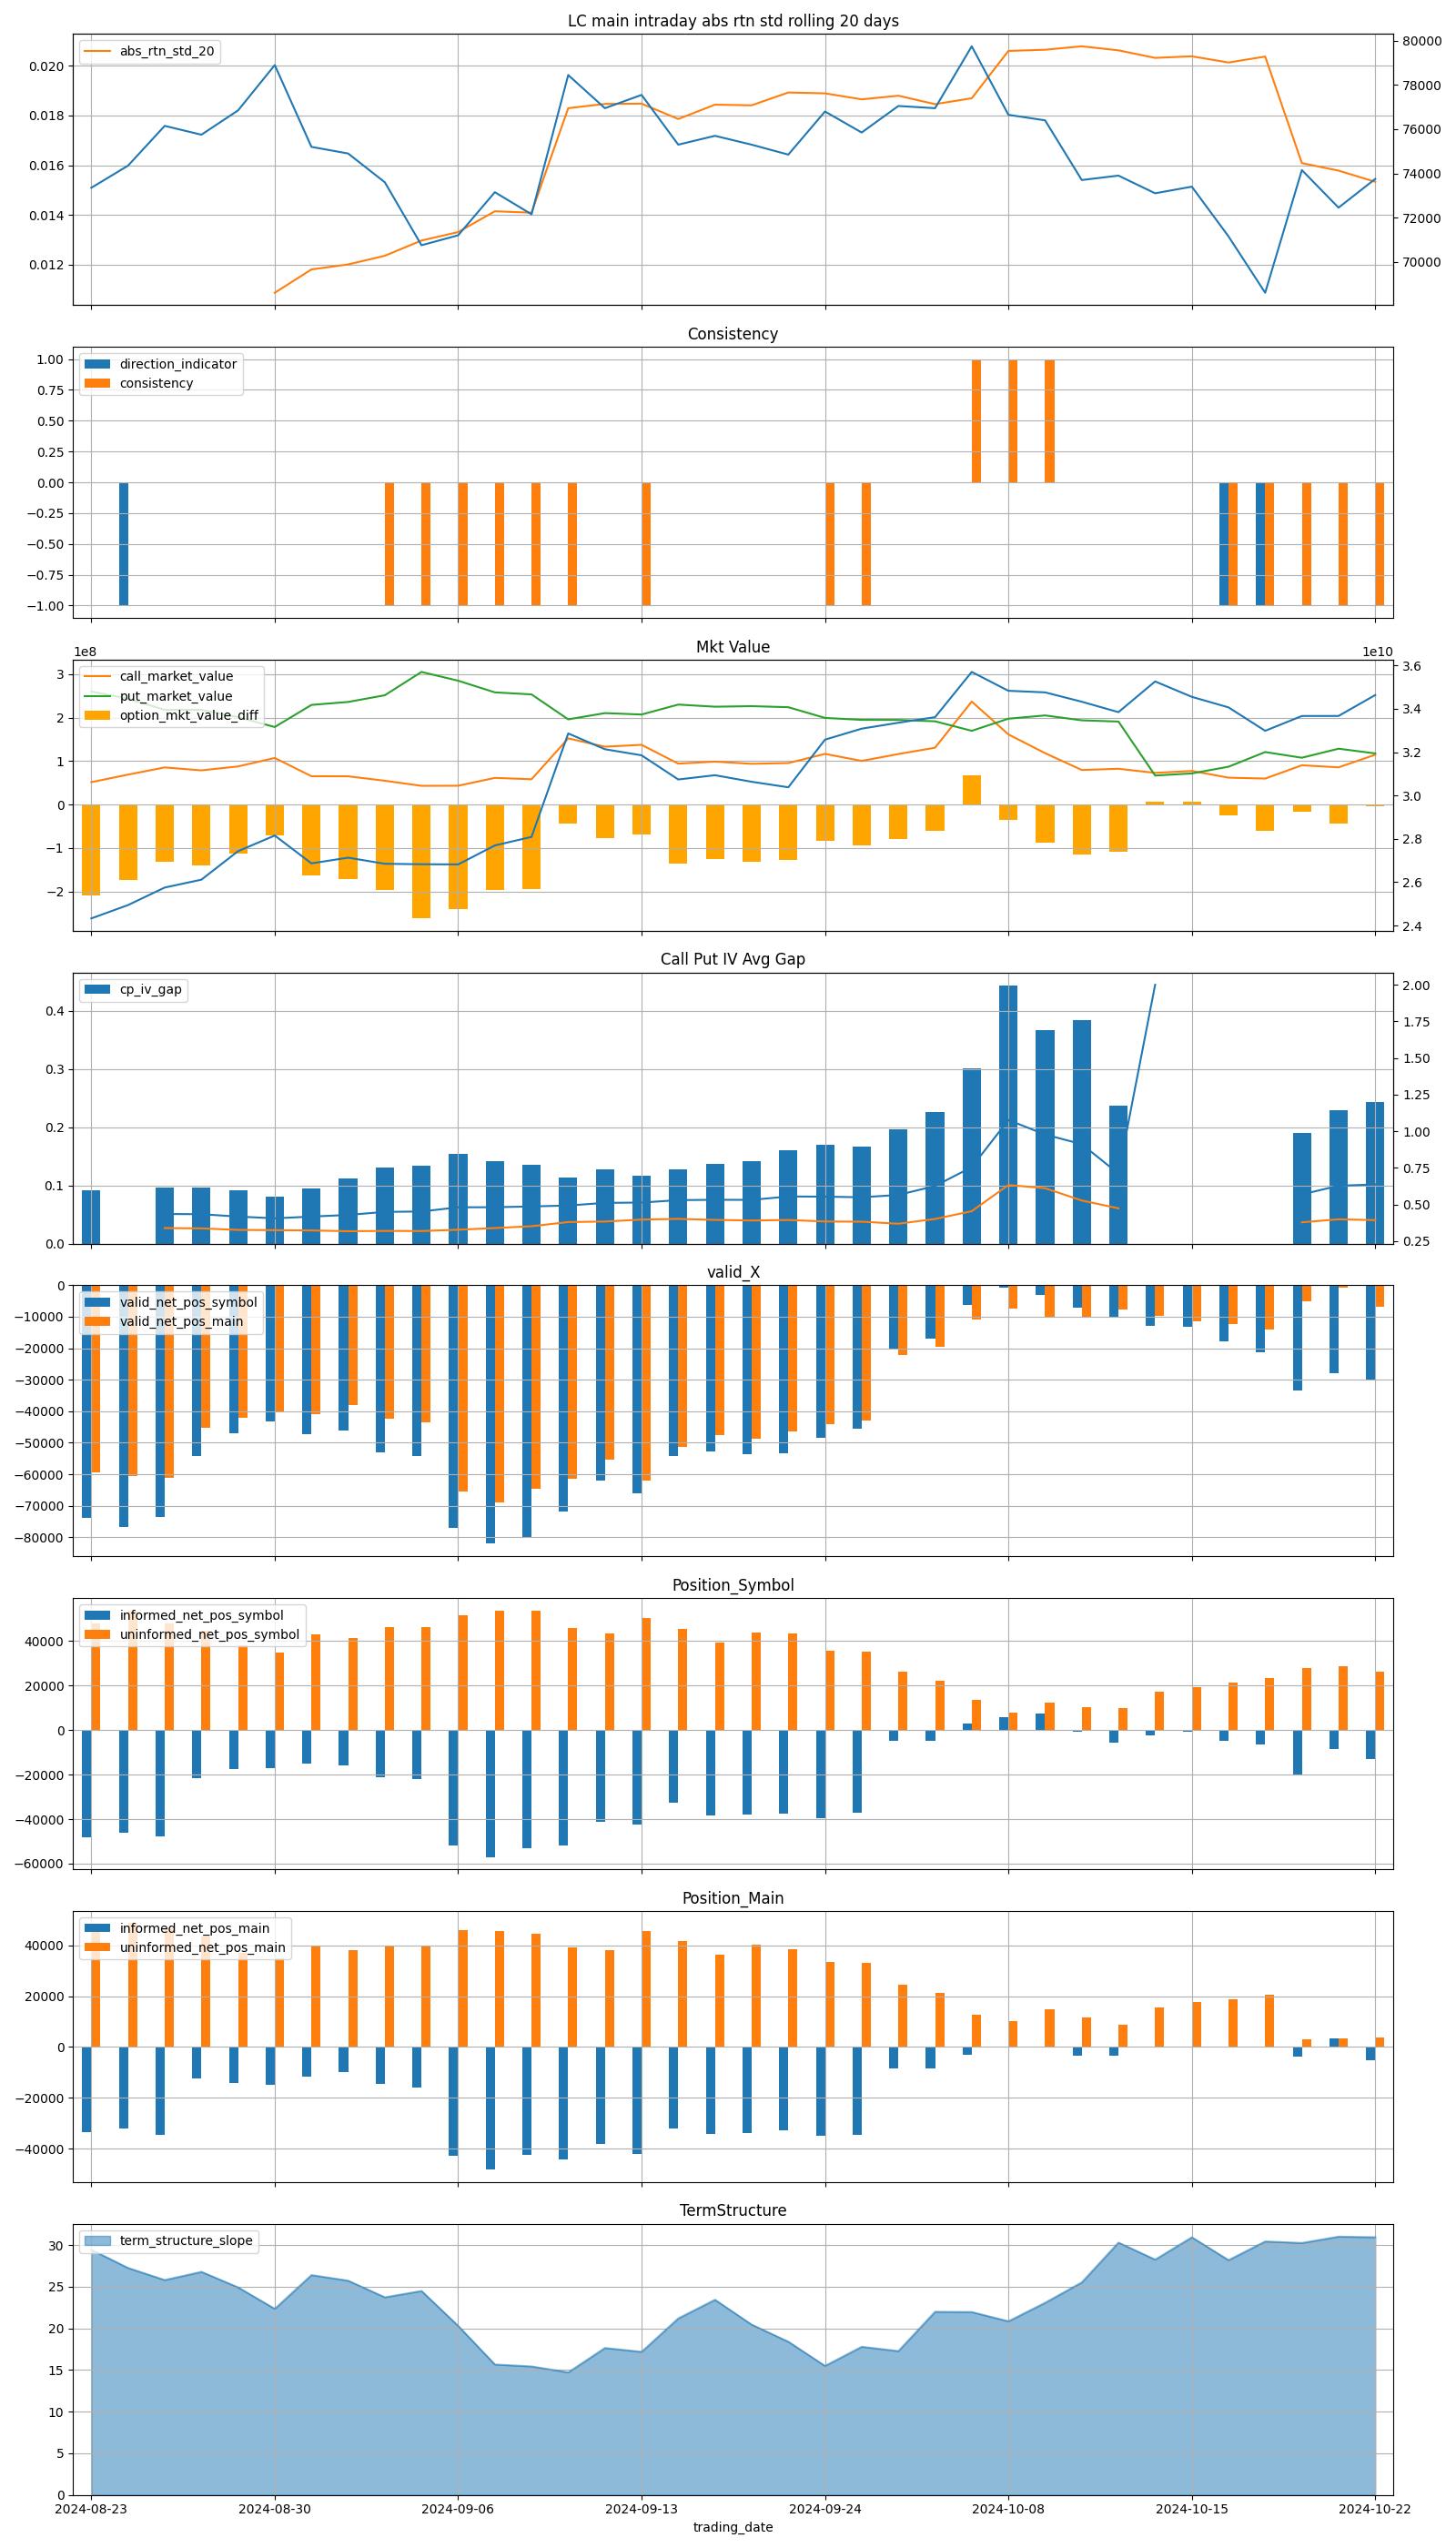 LC main intraday abs rtn std rolling 20 days
abs_rtn_std_20
0.020
0.018
0.016
0.014
0.012
80000
78000
76000
74000
72000
70000
Consistency
direction_indicator
consistency
1.00
0.75
0.50
0.25
0.00
−0.25
−0.50
−0.75
−1.00
Mkt Value
1e8
1e10
call_market_value
put_market_value
option_mkt_value_diff
3
2
1
0
−1
−2
3.6
3.4
3.2
3.0
2.8
2.6
2.4
Call Put IV Avg Gap
cp_iv_gap
0.4
0.3
0.2
0.1
0.0
2.00
1.75
1.50
1.25
1.00
0.75
0.50
0.25
valid_X
valid_net_pos_symbol
valid_net_pos_main
0
−10000
−20000
−30000
−40000
−50000
−60000
−70000
−80000
Position_Symbol
informed_net_pos_symbol
uninformed_net_pos_symbol
40000
20000
0
−20000
−40000
−60000
Position_Main
informed_net_pos_main
uninformed_net_pos_main
40000
20000
0
−20000
−40000
TermStructure
term_structure_slope
30
25
20
15
10
5
0
2024-08-23 2024-08-30 2024-09-06 2024-09-13 2024-09-24 2024-10-08 2024-10-15 2024-10-22
trading_date